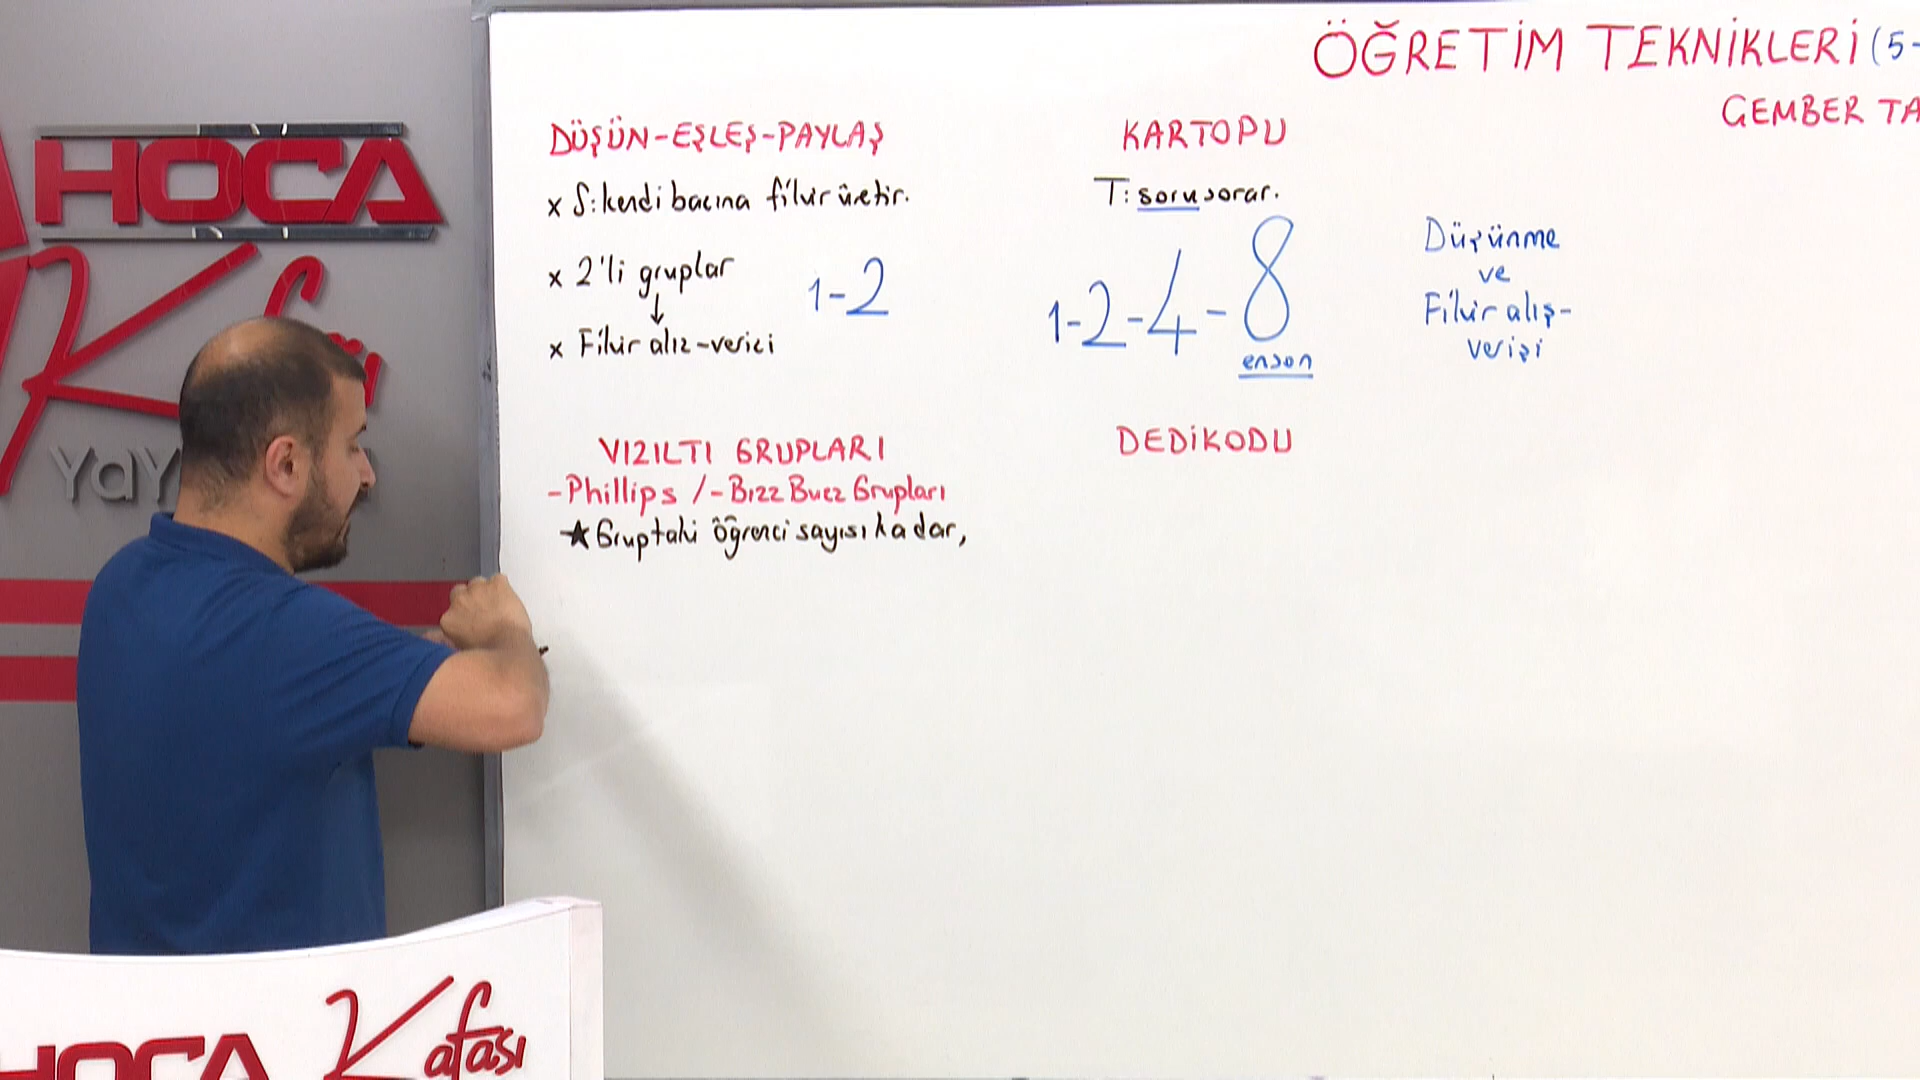 ÖĞRETİM TEKNİKLERİ (5-
GEMBER TA
DÜŞÜN-EŞLEŞ-PAYLAŞ
x S: kendi başına fikir üretir.
x 2'li gruplar
1-2
x Fikir alış-verişi
KARTOPU
T: soru sorar.
1-2-4-8
en son
Düşünme
ve
Fikir alış-
verişi
VIZILTI GRUPLARI
-Phillips /-Bızz Buzz Grupları
★ Gruptaki öğrenci sayısı kadar,
DEDİKODU
HOCA
Kafası
HOCA
Kafası